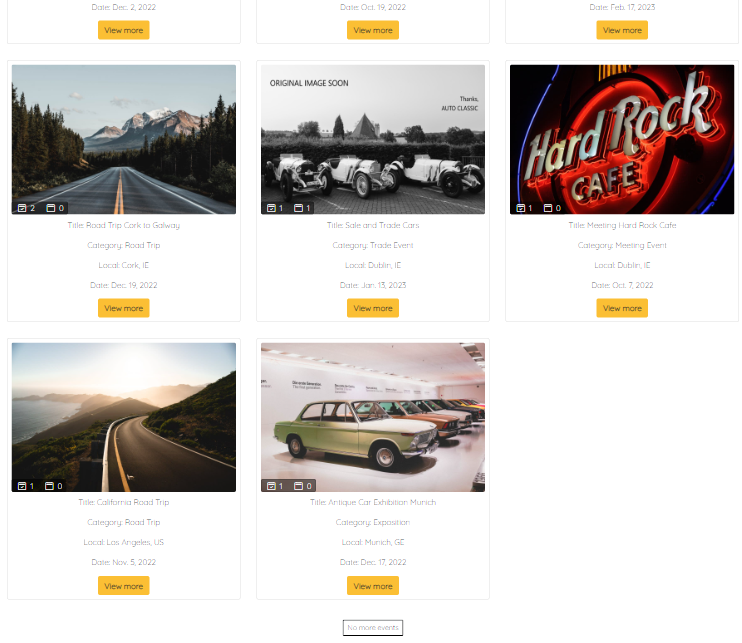 Date: Dec. 2, 2022
Date: Oct. 19, 2022
Date: Feb. 17, 2023
View more
View more
View more
2 0
ORIGINAL IMAGE SOON
Thanks,
AUTO CLASSIC
1 1
Hard Rock
CAFE
1 0
Title: Road Trip Cork to Galway
Category: Road Trip
Local: Cork, IE
Date: Dec. 19, 2022
View more
Title: Sale and Trade Cars
Category: Trade Event
Local: Dublin, IE
Date: Jan. 13, 2023
View more
Title: Meeting Hard Rock Cafe
Category: Meeting Event
Local: Dublin, IE
Date: Oct. 7, 2022
View more
1 0
Title: California Road Trip
Category: Road Trip
Local: Los Angeles, US
Date: Nov. 5, 2022
View more
1 0
Title: Antique Car Exhibition Munich
Category: Exposition
Local: Munich, GE
Date: Dec. 17, 2022
View more
No more events